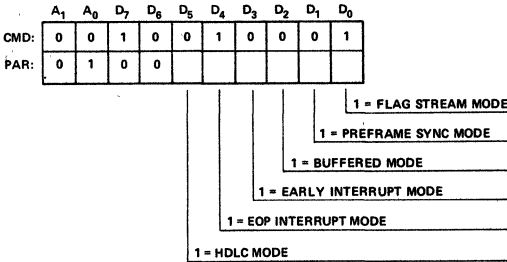 A1 A0 D7 D6 D5 D4 D3 D2 D1 D0
CMD: 0 0 1 0 0 1 0 0 0 1
PAR: 0 1 0 0
1 = FLAG STREAM MODE
1 = PREFRAME SYNC MODE
1 = BUFFERED MODE
1 = EARLY INTERRUPT MODE
1 = EOP INTERRUPT MODE
1 = HDLC MODE